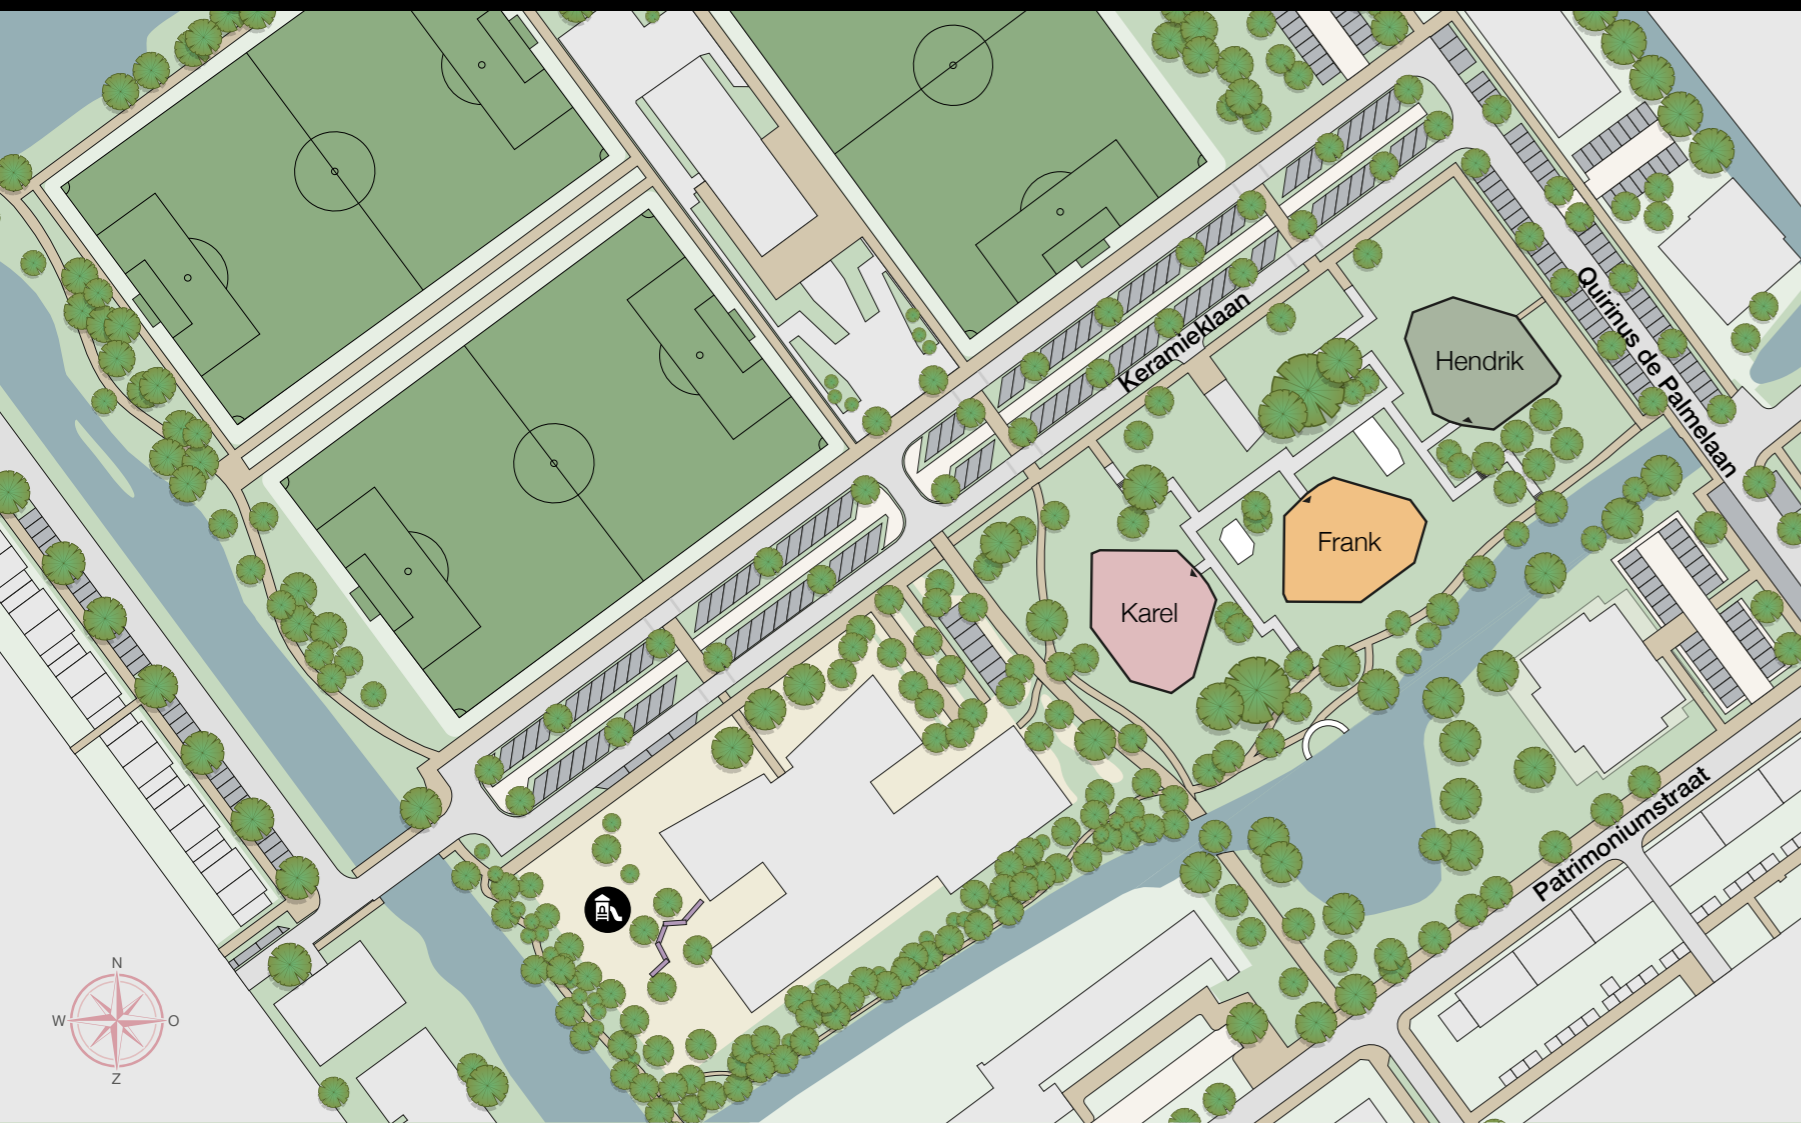 Keramieklaan
Quirinus de Palmelaan
Hendrik
Frank
Karel
Patrimoniumstraat
N
W
O
Z